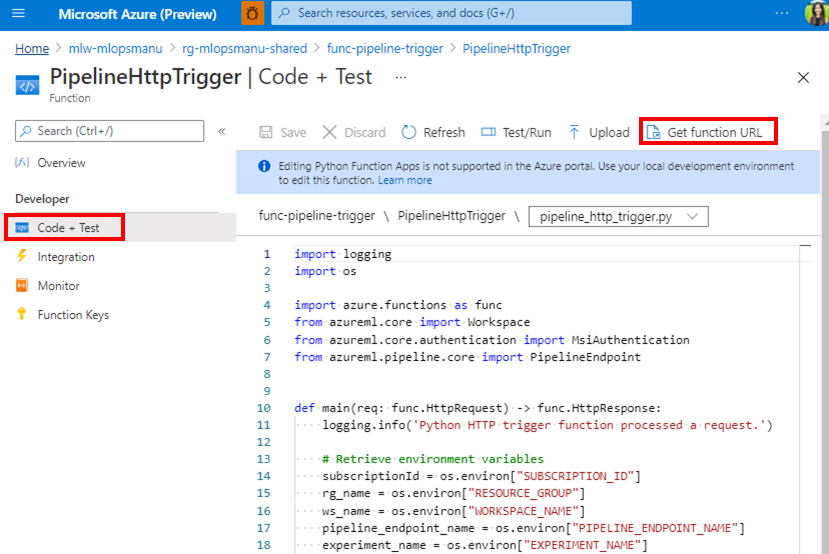 Microsoft Azure (Preview)
Search resources, services, and docs (G+/)
Home > mlw-mlopsmanu > rg-mlopsmanu-shared > func-pipeline-trigger > PipelineHttpTrigger
PipelineHttpTrigger | Code + Test ...
Function
Search (Ctrl+/)
«
Save
Discard
Refresh
Test/Run
Upload
Get function URL
Overview
Developer
Code + Test
Integration
Monitor
Function Keys
Editing Python Function Apps is not supported in the Azure portal. Use your local development environment
to edit this function. Learn more
func-pipeline-trigger \ PipelineHttpTrigger \ pipeline_http_trigger.py
1 import logging
2 import os
3
4 import azure.functions as func
5 from azureml.core import Workspace
6 from azureml.core.authentication import MsiAuthentication
7 from azureml.pipeline.core import PipelineEndpoint
8
9
10 def main(req: func.HttpRequest) -> func.HttpResponse:
11     logging.info('Python HTTP trigger function processed a request.')
12
13     # Retrieve environment variables
14     subscriptionId = os.environ["SUBSCRIPTION_ID"]
15     rg_name = os.environ["RESOURCE_GROUP"]
16     ws_name = os.environ["WORKSPACE_NAME"]
17     pipeline_endpoint_name = os.environ["PIPELINE_ENDPOINT_NAME"]
18     experiment_name = os.environ["EXPERIMENT_NAME"]